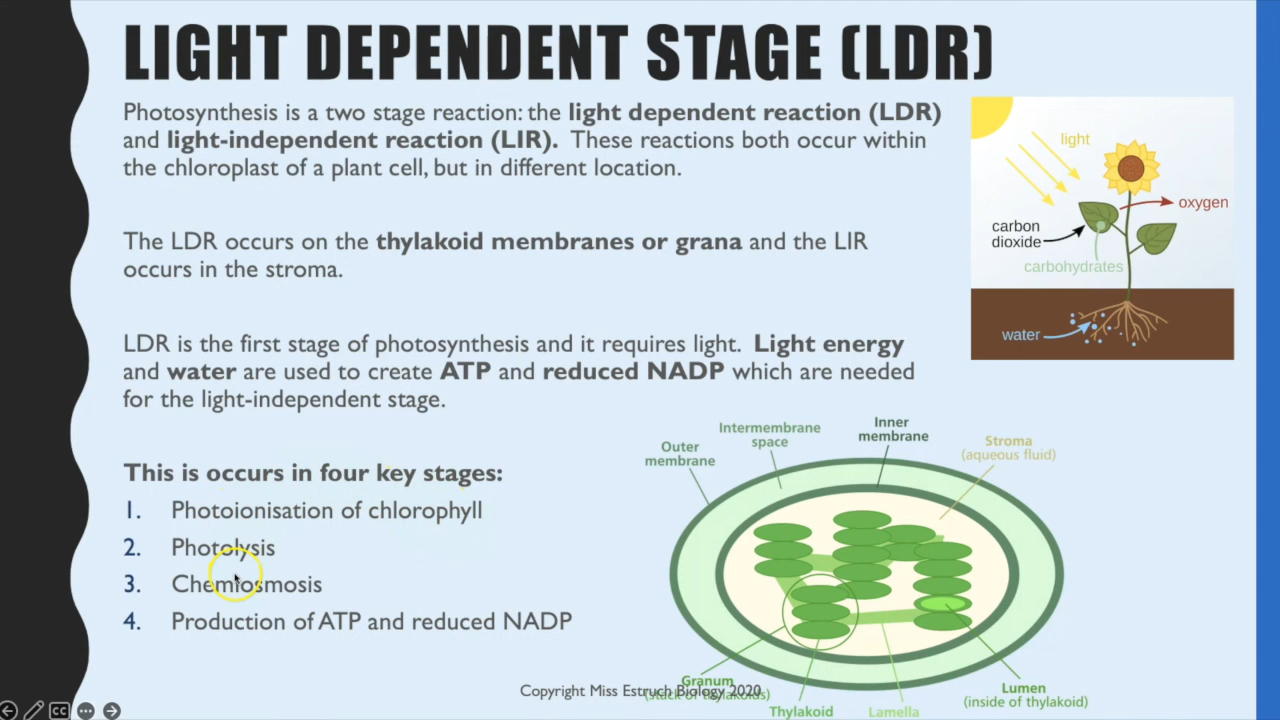 LIGHT DEPENDENT STAGE (LDR)
Photosynthesis is a two stage reaction: the light dependent reaction (LDR)
and light-independent reaction (LIR). These reactions both occur within
the chloroplast of a plant cell, but in different location.
The LDR occurs on the thylakoid membranes or grana and the LIR
occurs in the stroma.
LDR is the first stage of photosynthesis and it requires light. Light energy
and water are used to create ATP and reduced NADP which are needed
for the light-independent stage.
This is occurs in four key stages:
1. Photoionisation of chlorophyll
2. Photolysis
3. Chemiosmosis
4. Production of ATP and reduced NADP
light
oxygen
carbon
dioxide
carbohydrates
water
Outer
membrane
Intermembrane
space
Inner
membrane
Stroma
(aqueous fluid)
Granum
(stack of thylakoids)
Thylakoid
Lamella
Lumen
(inside of thylakoid)
Copyright Miss Estruch Biology 2020
CC